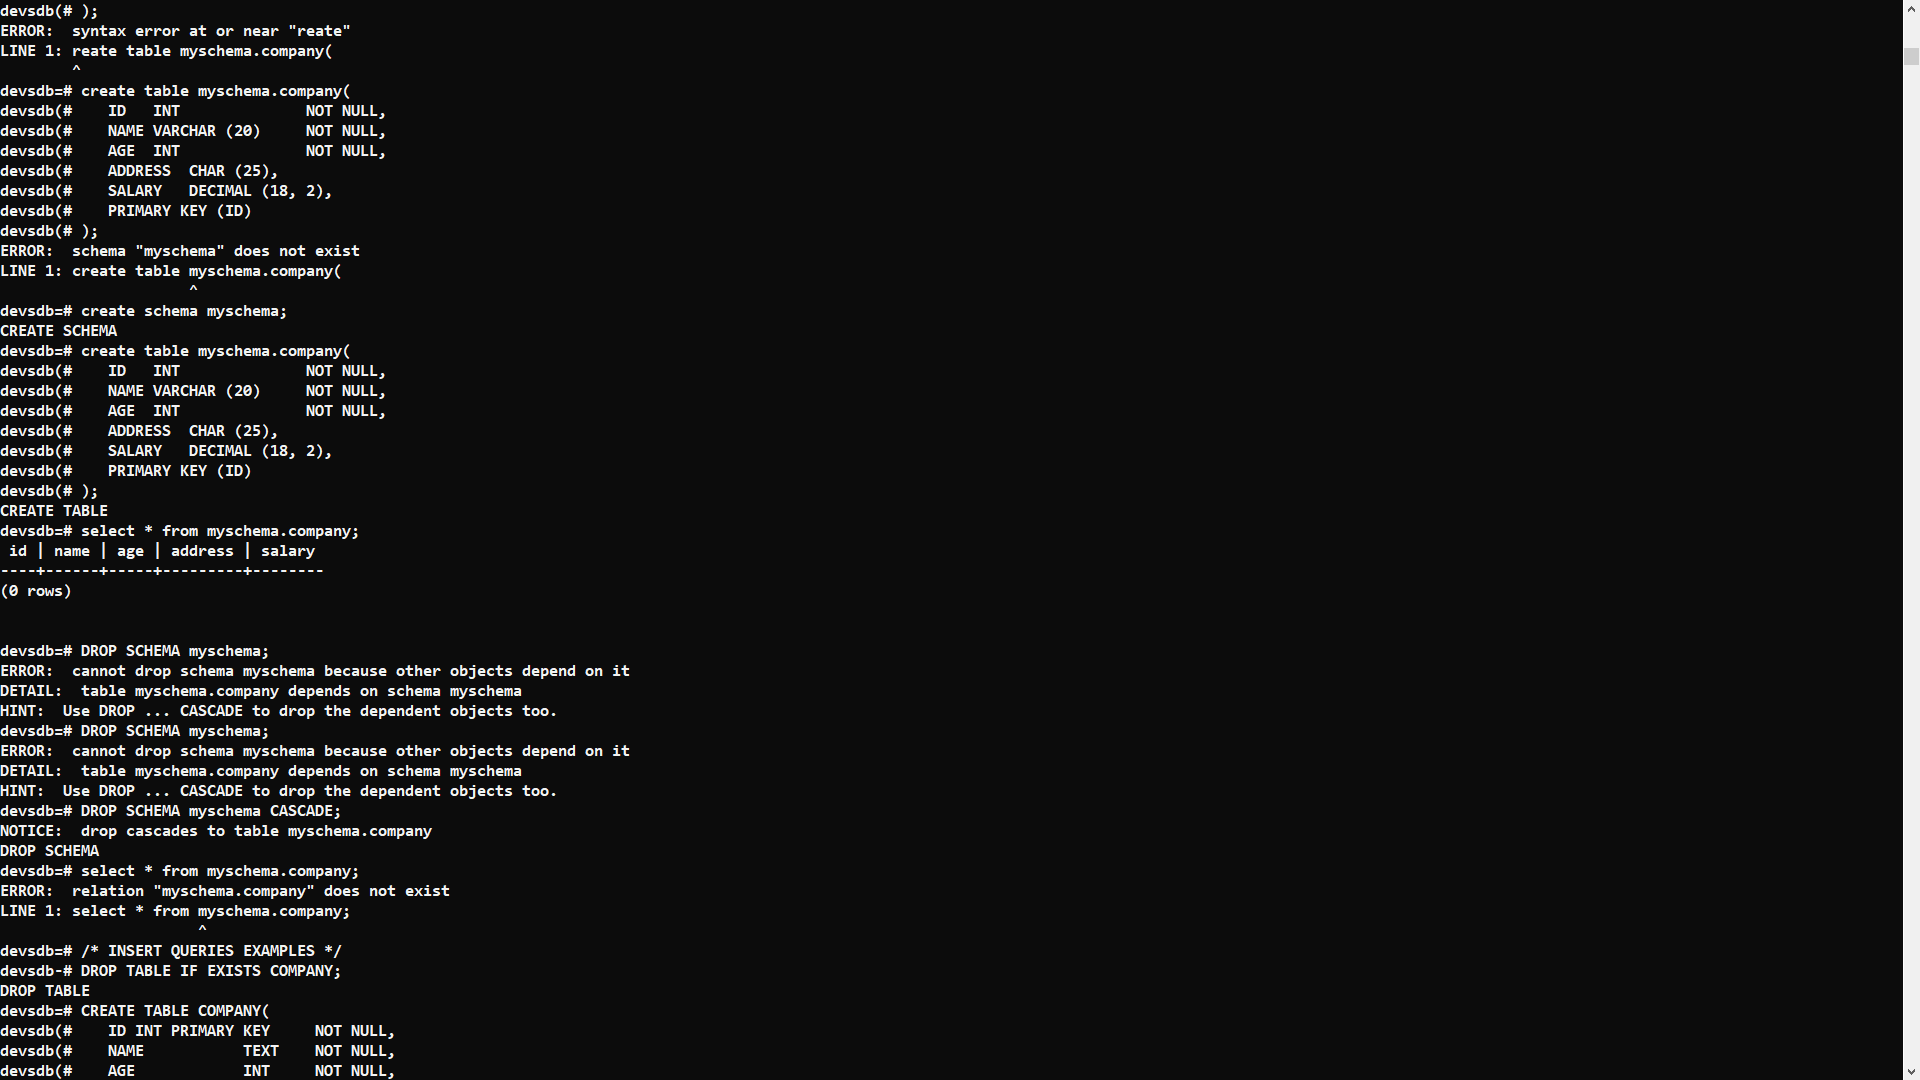 devsdb(# );
ERROR:  syntax error at or near "reate"
LINE 1: reate table myschema.company(
        ^
devsdb=# create table myschema.company(
devsdb(#    ID   INT              NOT NULL,
devsdb(#    NAME VARCHAR (20)     NOT NULL,
devsdb(#    AGE  INT              NOT NULL,
devsdb(#    ADDRESS  CHAR (25),
devsdb(#    SALARY   DECIMAL (18, 2),
devsdb(#    PRIMARY KEY (ID)
devsdb(# );
ERROR:  schema "myschema" does not exist
LINE 1: create table myschema.company(
                     ^
devsdb=# create schema myschema;
CREATE SCHEMA
devsdb=# create table myschema.company(
devsdb(#    ID   INT              NOT NULL,
devsdb(#    NAME VARCHAR (20)     NOT NULL,
devsdb(#    AGE  INT              NOT NULL,
devsdb(#    ADDRESS  CHAR (25),
devsdb(#    SALARY   DECIMAL (18, 2),
devsdb(#    PRIMARY KEY (ID)
devsdb(# );
CREATE TABLE
devsdb=# select * from myschema.company;
 id | name | age | address | salary
----+------+-----+---------+--------
(0 rows)


devsdb=# DROP SCHEMA myschema;
ERROR:  cannot drop schema myschema because other objects depend on it
DETAIL:  table myschema.company depends on schema myschema
HINT:  Use DROP ... CASCADE to drop the dependent objects too.
devsdb=# DROP SCHEMA myschema;
ERROR:  cannot drop schema myschema because other objects depend on it
DETAIL:  table myschema.company depends on schema myschema
HINT:  Use DROP ... CASCADE to drop the dependent objects too.
devsdb=# DROP SCHEMA myschema CASCADE;
NOTICE:  drop cascades to table myschema.company
DROP SCHEMA
devsdb=# select * from myschema.company;
ERROR:  relation "myschema.company" does not exist
LINE 1: select * from myschema.company;
                      ^
devsdb=# /* INSERT QUERIES EXAMPLES */
devsdb-# DROP TABLE IF EXISTS COMPANY;
DROP TABLE
devsdb=# CREATE TABLE COMPANY(
devsdb(#    ID INT PRIMARY KEY     NOT NULL,
devsdb(#    NAME           TEXT    NOT NULL,
devsdb(#    AGE            INT     NOT NULL,